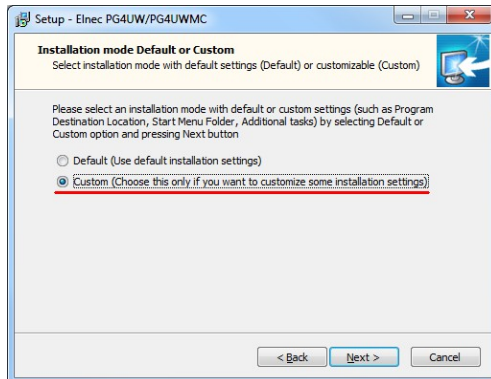 Setup - Elnec PG4UW/PG4UWMC
Installation mode Default or Custom
Select installation mode with default settings (Default) or customizable (Custom)
Please select an installation mode with default or custom settings (such as Program
Destination Location, Start Menu Folder, Additional tasks) by selecting Default or
Custom option and pressing Next button
Default (Use default installation settings)
Custom (Choose this only if you want to customize some installation settings)
< Back Next > Cancel